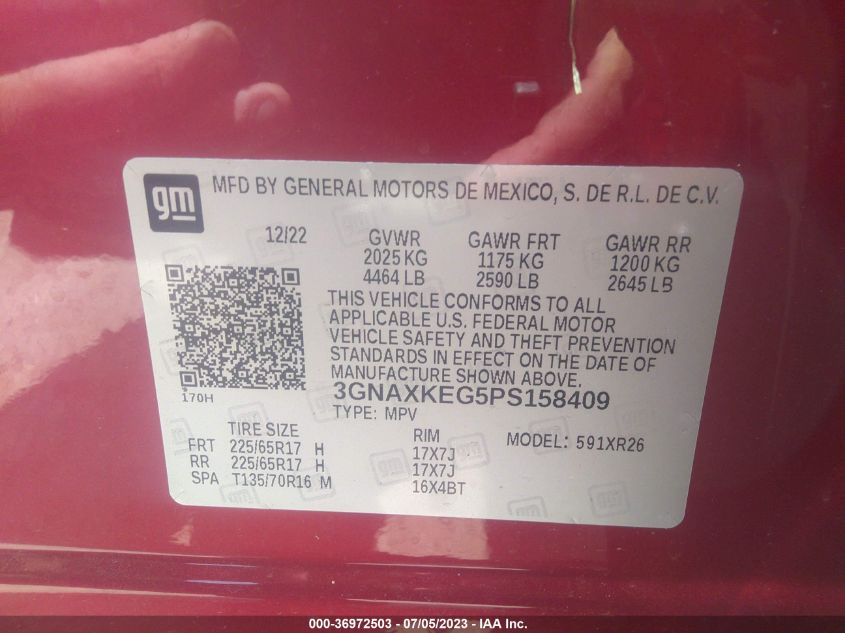 gm MFD BY GENERAL MOTORS DE MEXICO, S. DE R.L. DE C.V.
12/22 GVWR GAWR FRT GAWR RR
2025 KG 1175 KG 1200 KG
4464 LB 2590 LB 2645 LB
THIS VEHICLE CONFORMS TO ALL
APPLICABLE U.S. FEDERAL MOTOR
VEHICLE SAFETY AND THEFT PREVENTION
STANDARDS IN EFFECT ON THE DATE OF
MANUFACTURE SHOWN ABOVE.
170H
3GNAXKEG5PS158409
TYPE: MPV
TIRE SIZE RIM MODEL: 591XR26
FRT 225/65R17 H 17X7J
RR 225/65R17 H 17X7J
SPA T135/70R16 M 16X4BT
000-36972503 - 07/05/2023 - © IAA Inc.